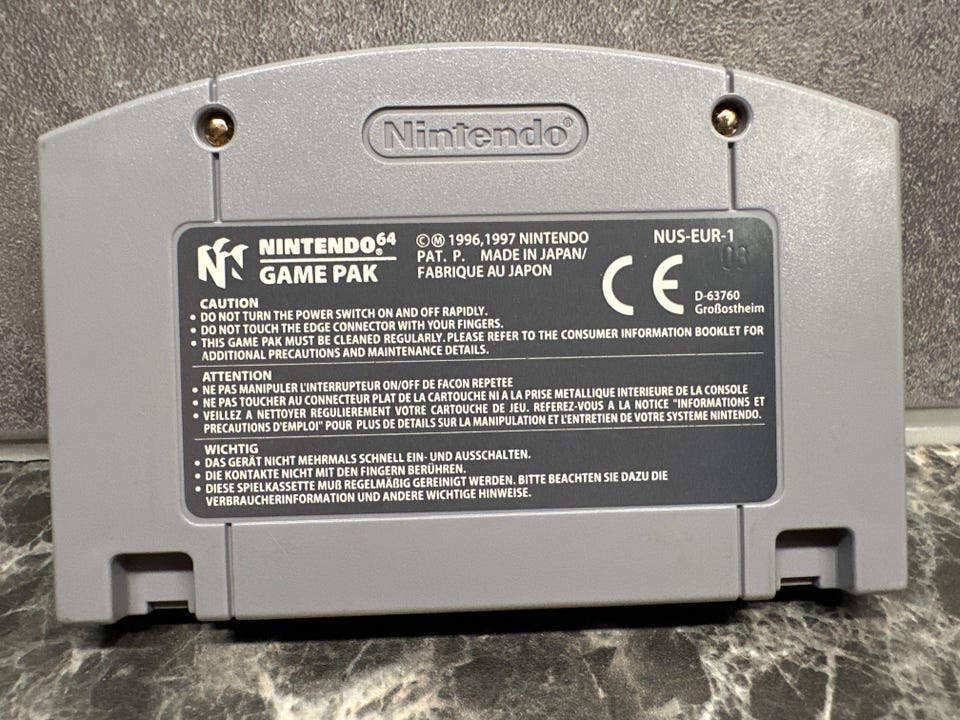 Nintendo®
NINTENDO®64
GAME PAK
©Ⓜ 1996,1997 NINTENDO
PAT. P. MADE IN JAPAN/
FABRIQUE AU JAPON
NUS-EUR-1
03
CE
D-63760
Großostheim
CAUTION
• DO NOT TURN THE POWER SWITCH ON AND OFF RAPIDLY.
• DO NOT TOUCH THE EDGE CONNECTOR WITH YOUR FINGERS.
• THIS GAME PAK MUST BE CLEANED REGULARLY. PLEASE REFER TO THE CONSUMER INFORMATION BOOKLET FOR
ADDITIONAL PRECAUTIONS AND MAINTENANCE DETAILS.
ATTENTION
• NE PAS MANIPULER L'INTERRUPTEUR ON/OFF DE FACON REPETEE
• NE PAS TOUCHER AU CONNECTEUR PLAT DE LA CARTOUCHE NI A LA PRISE METALLIQUE INTERIEURE DE LA CONSOLE
• VEILLEZ A NETTOYER REGULIEREMENT VOTRE CARTOUCHE DE JEU. REFEREZ-VOUS A LA NOTICE "INFORMATIONS ET
PRECAUTIONS D'EMPLOI" POUR PLUS DE DETAILS SUR LA MANIPULATION ET L'ENTRETIEN DE VOTRE SYSTEME NINTENDO.
WICHTIG
• DAS GERÄT NICHT MEHRMALS SCHNELL EIN- UND AUSSCHALTEN.
• DIE KONTAKTE NICHT MIT DEN FINGERN BERÜHREN.
• DIESE SPIELKASSETTE MUß REGELMÄßIG GEREINIGT WERDEN. BITTE BEACHTEN SIE DAZU DIE
VERBRAUCHERINFORMATION UND ANDERE WICHTIGE HINWEISE.